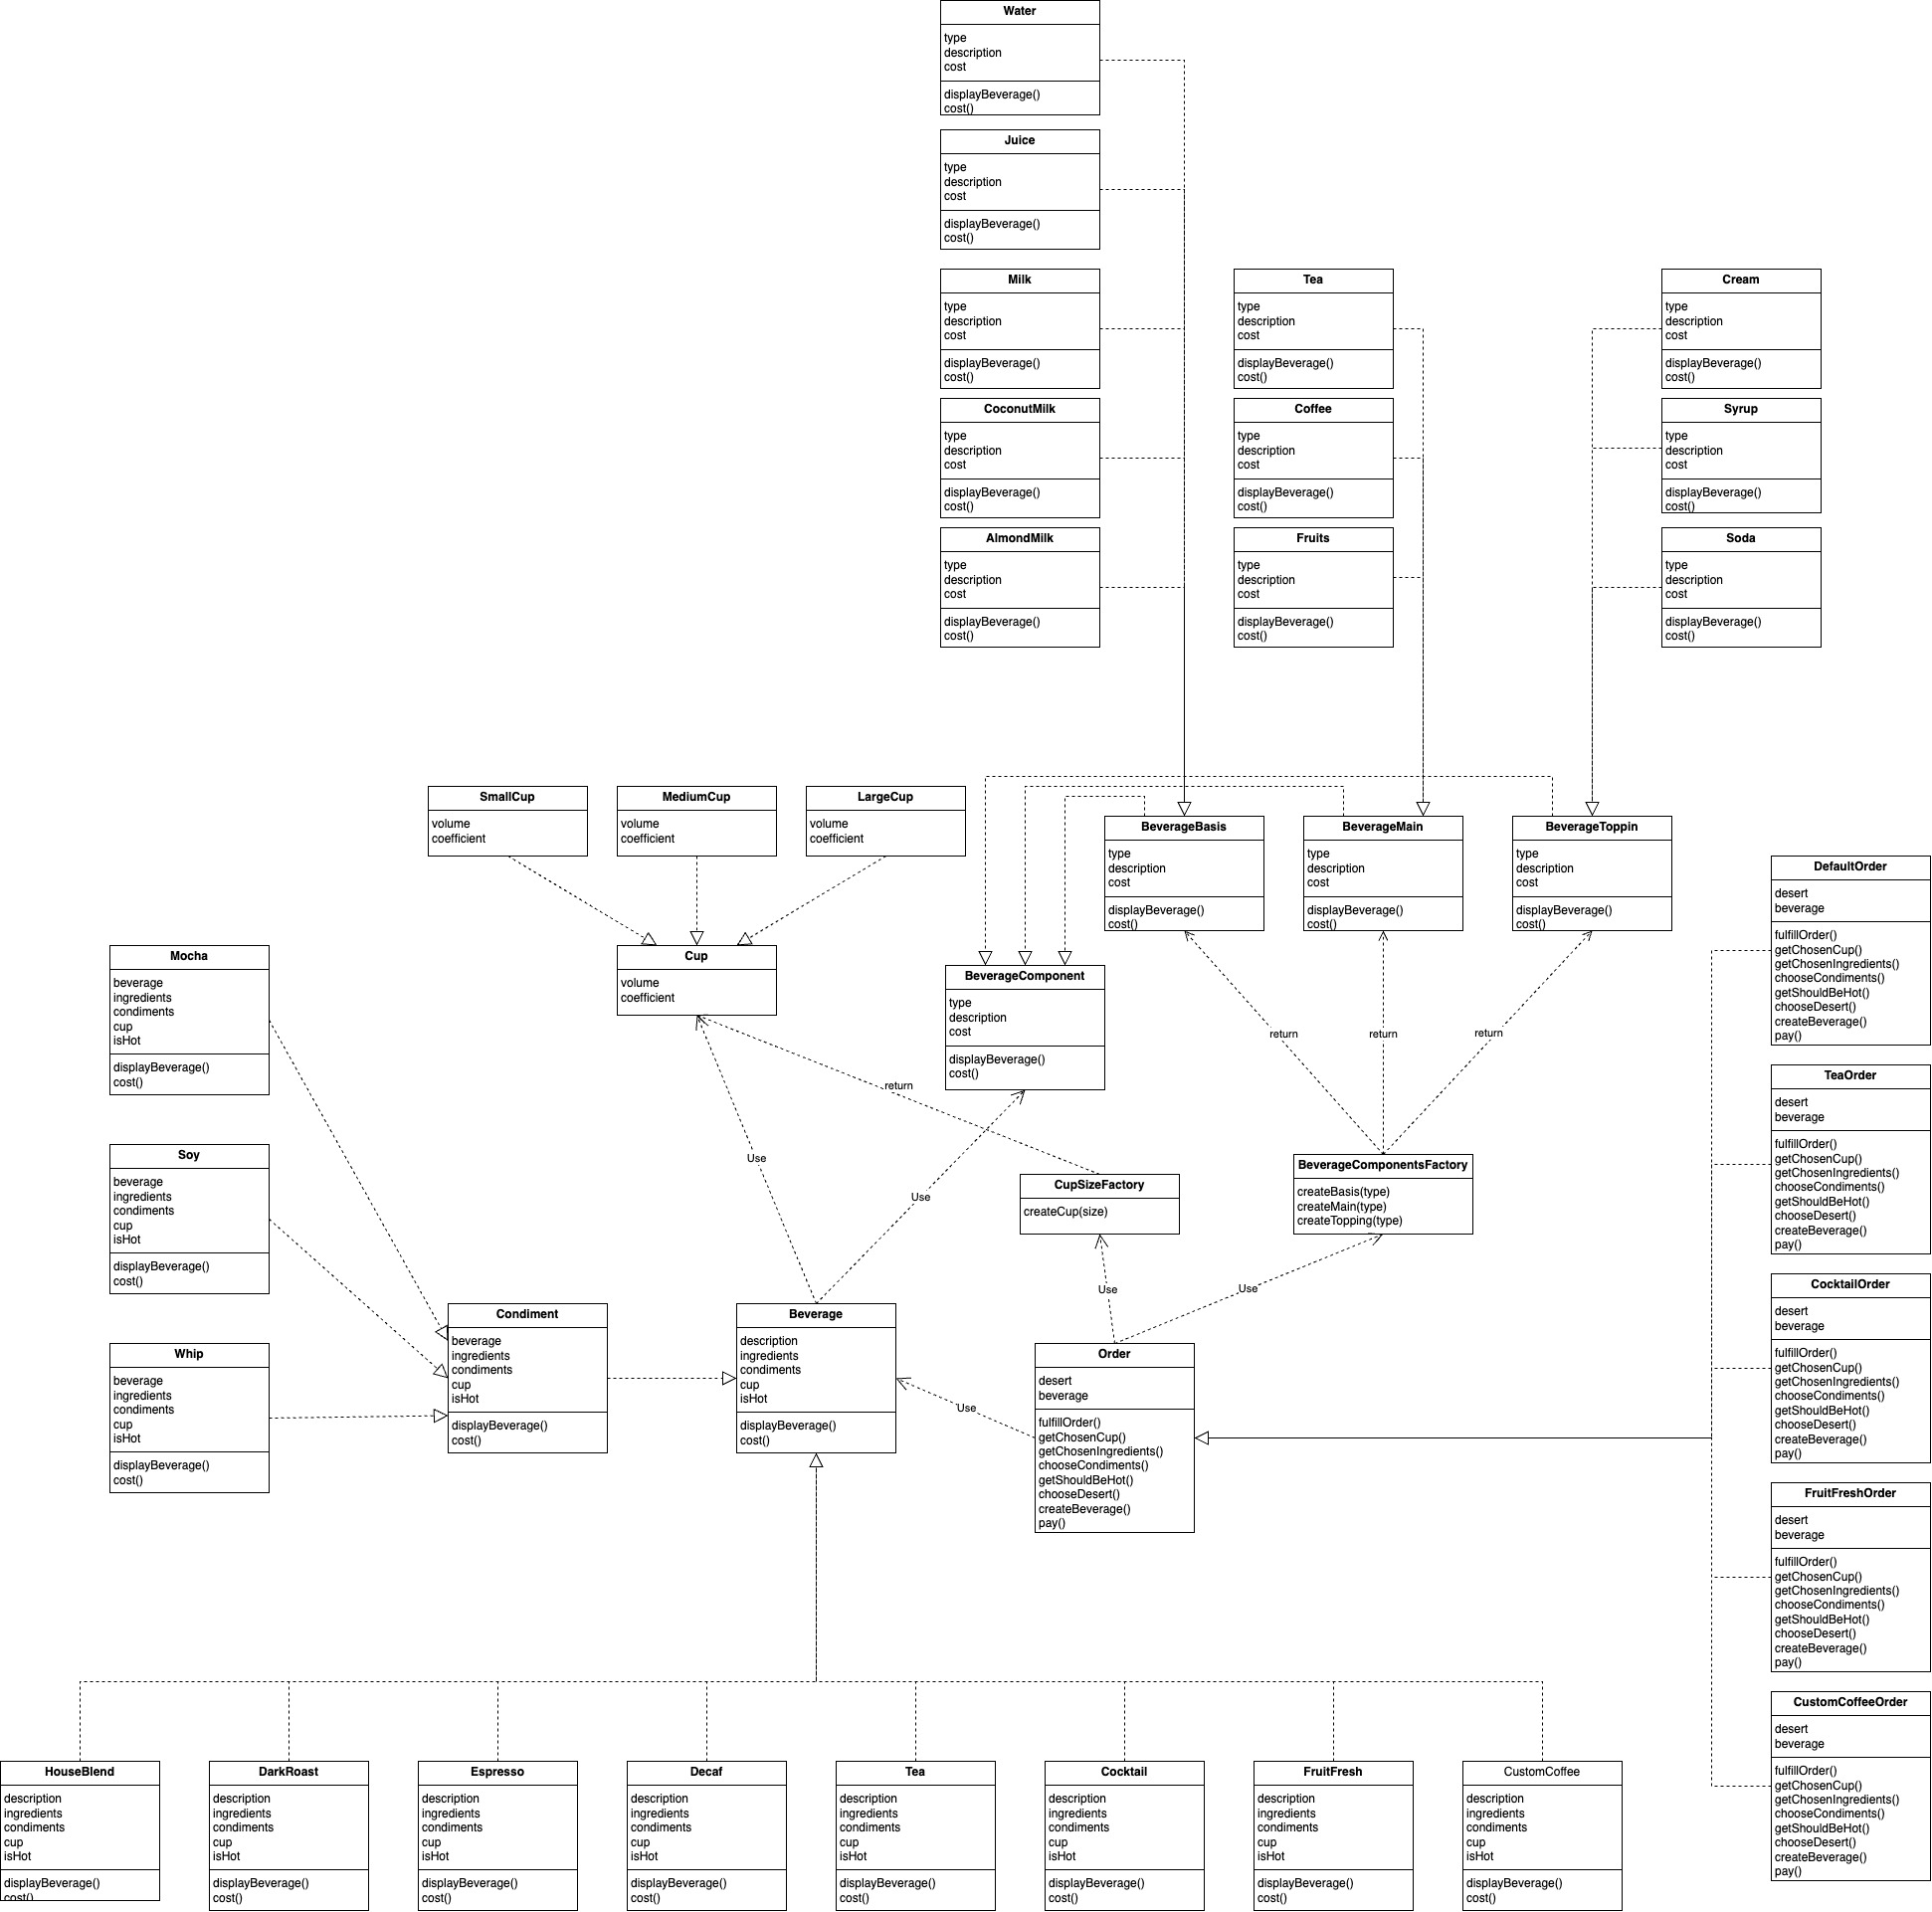 Water
type
description
cost
displayBeverage()
cost()
Juice
type
description
cost
displayBeverage()
cost()
Milk
type
description
cost
displayBeverage()
cost()
Tea
type
description
cost
displayBeverage()
cost()
Cream
type
description
cost
displayBeverage()
cost()
CoconutMilk
type
description
cost
displayBeverage()
cost()
Coffee
type
description
cost
displayBeverage()
cost()
Syrup
type
description
cost
displayBeverage()
cost()
AlmondMilk
type
description
cost
displayBeverage()
cost()
Fruits
type
description
cost
displayBeverage()
cost()
Soda
type
description
cost
displayBeverage()
cost()
SmallCup
volume
coefficient
MediumCup
volume
coefficient
LargeCup
volume
coefficient
BeverageBasis
type
description
cost
displayBeverage()
cost()
BeverageMain
type
description
cost
displayBeverage()
cost()
BeverageToppin
type
description
cost
displayBeverage()
cost()
DefaultOrder
desert
beverage
fulfillOrder()
getChosenCup()
getChosenIngredients()
chooseCondiments()
getShouldBeHot()
chooseDesert()
createBeverage()
pay()
Mocha
beverage
ingredients
condiments
cup
isHot
displayBeverage()
cost()
Cup
volume
coefficient
BeverageComponent
type
description
cost
displayBeverage()
cost()
return
return
return
return
TeaOrder
desert
beverage
fulfillOrder()
getChosenCup()
getChosenIngredients()
chooseCondiments()
getShouldBeHot()
chooseDesert()
createBeverage()
pay()
Soy
beverage
ingredients
condiments
cup
isHot
displayBeverage()
cost()
Use
Use
CupSizeFactory
createCup(size)
BeverageComponentsFactory
createBasis(type)
createMain(type)
createTopping(type)
Use
Use
CocktailOrder
desert
beverage
fulfillOrder()
getChosenCup()
getChosenIngredients()
chooseCondiments()
getShouldBeHot()
chooseDesert()
createBeverage()
pay()
Whip
beverage
ingredients
condiments
cup
isHot
displayBeverage()
cost()
Condiment
beverage
ingredients
condiments
cup
isHot
displayBeverage()
cost()
Beverage
description
ingredients
condiments
cup
isHot
displayBeverage()
cost()
Use
Order
desert
beverage
fulfillOrder()
getChosenCup()
getChosenIngredients()
chooseCondiments()
getShouldBeHot()
chooseDesert()
createBeverage()
pay()
FruitFreshOrder
desert
beverage
fulfillOrder()
getChosenCup()
getChosenIngredients()
chooseCondiments()
getShouldBeHot()
chooseDesert()
createBeverage()
pay()
CustomCoffeeOrder
desert
beverage
fulfillOrder()
getChosenCup()
getChosenIngredients()
chooseCondiments()
getShouldBeHot()
chooseDesert()
createBeverage()
pay()
HouseBlend
description
ingredients
condiments
cup
isHot
displayBeverage()
cost()
DarkRoast
description
ingredients
condiments
cup
isHot
displayBeverage()
cost()
Espresso
description
ingredients
condiments
cup
isHot
displayBeverage()
cost()
Decaf
description
ingredients
condiments
cup
isHot
displayBeverage()
cost()
Tea
description
ingredients
condiments
cup
isHot
displayBeverage()
cost()
Cocktail
description
ingredients
condiments
cup
isHot
displayBeverage()
cost()
FruitFresh
description
ingredients
condiments
cup
isHot
displayBeverage()
cost()
CustomCoffee
description
ingredients
condiments
cup
isHot
displayBeverage()
cost()